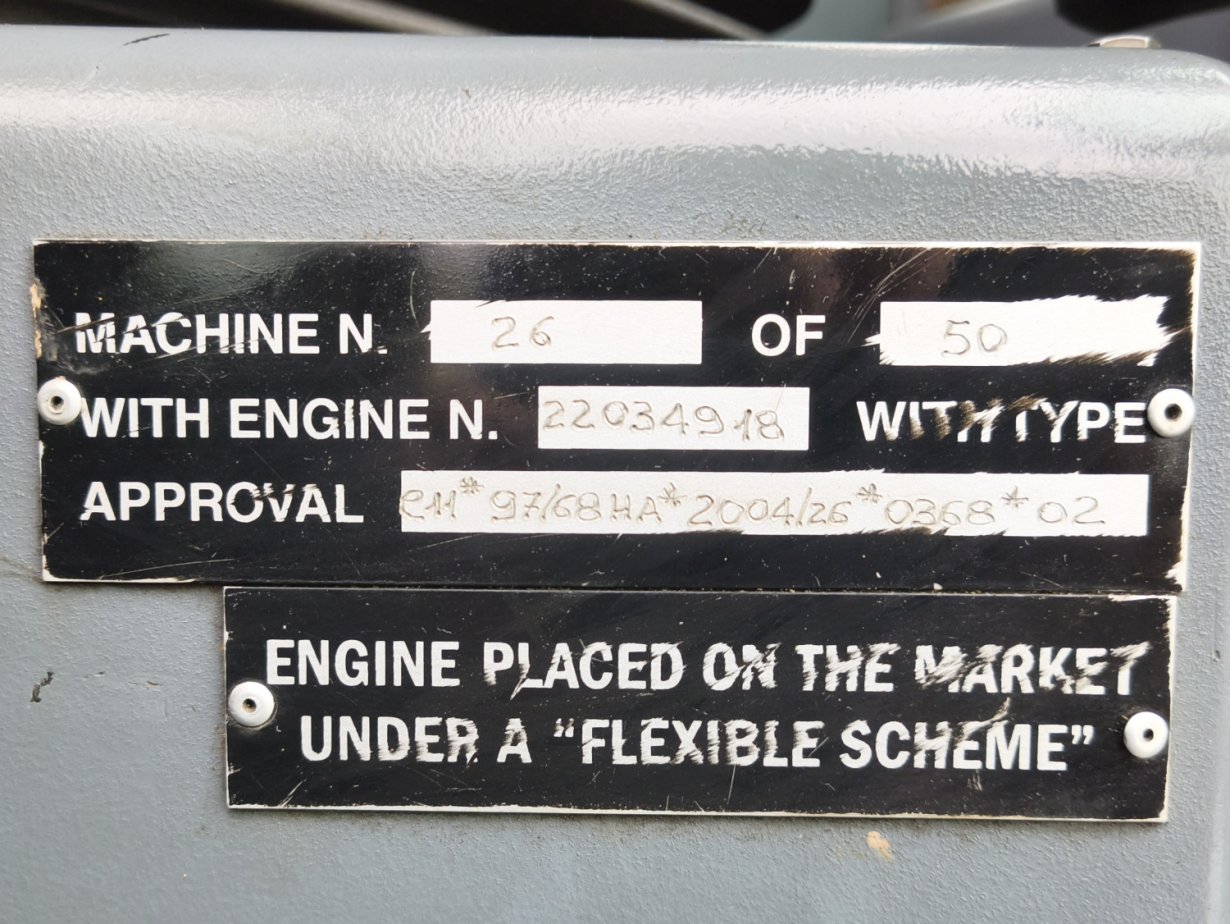 MACHINE N. 26 OF 50
WITH ENGINE N. 22034918 WITH TYPE
APPROVAL e11*97/68HA*2004/26*0368*02
ENGINE PLACED ON THE MARKET
UNDER A “FLEXIBLE SCHEME”